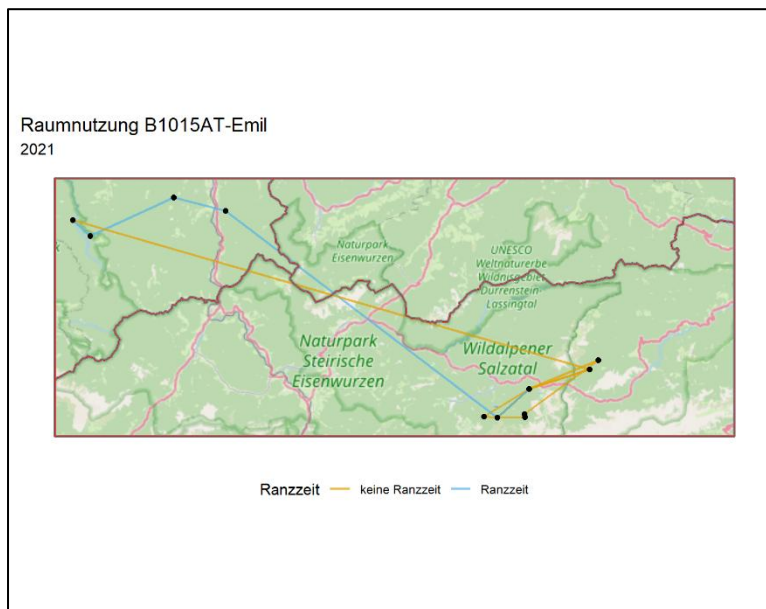 Raumnutzung B1015AT-Emil
2021
Naturpark
Eisenwurzen
UNESCO
Weltnaturerbe
Wildnisgebiet
Dürrenstein-
Lassingtal
Naturpark
Steirische
Eisenwurzen
Wildalpener
Salzatal
Ranzzeit keine Ranzzeit Ranzzeit